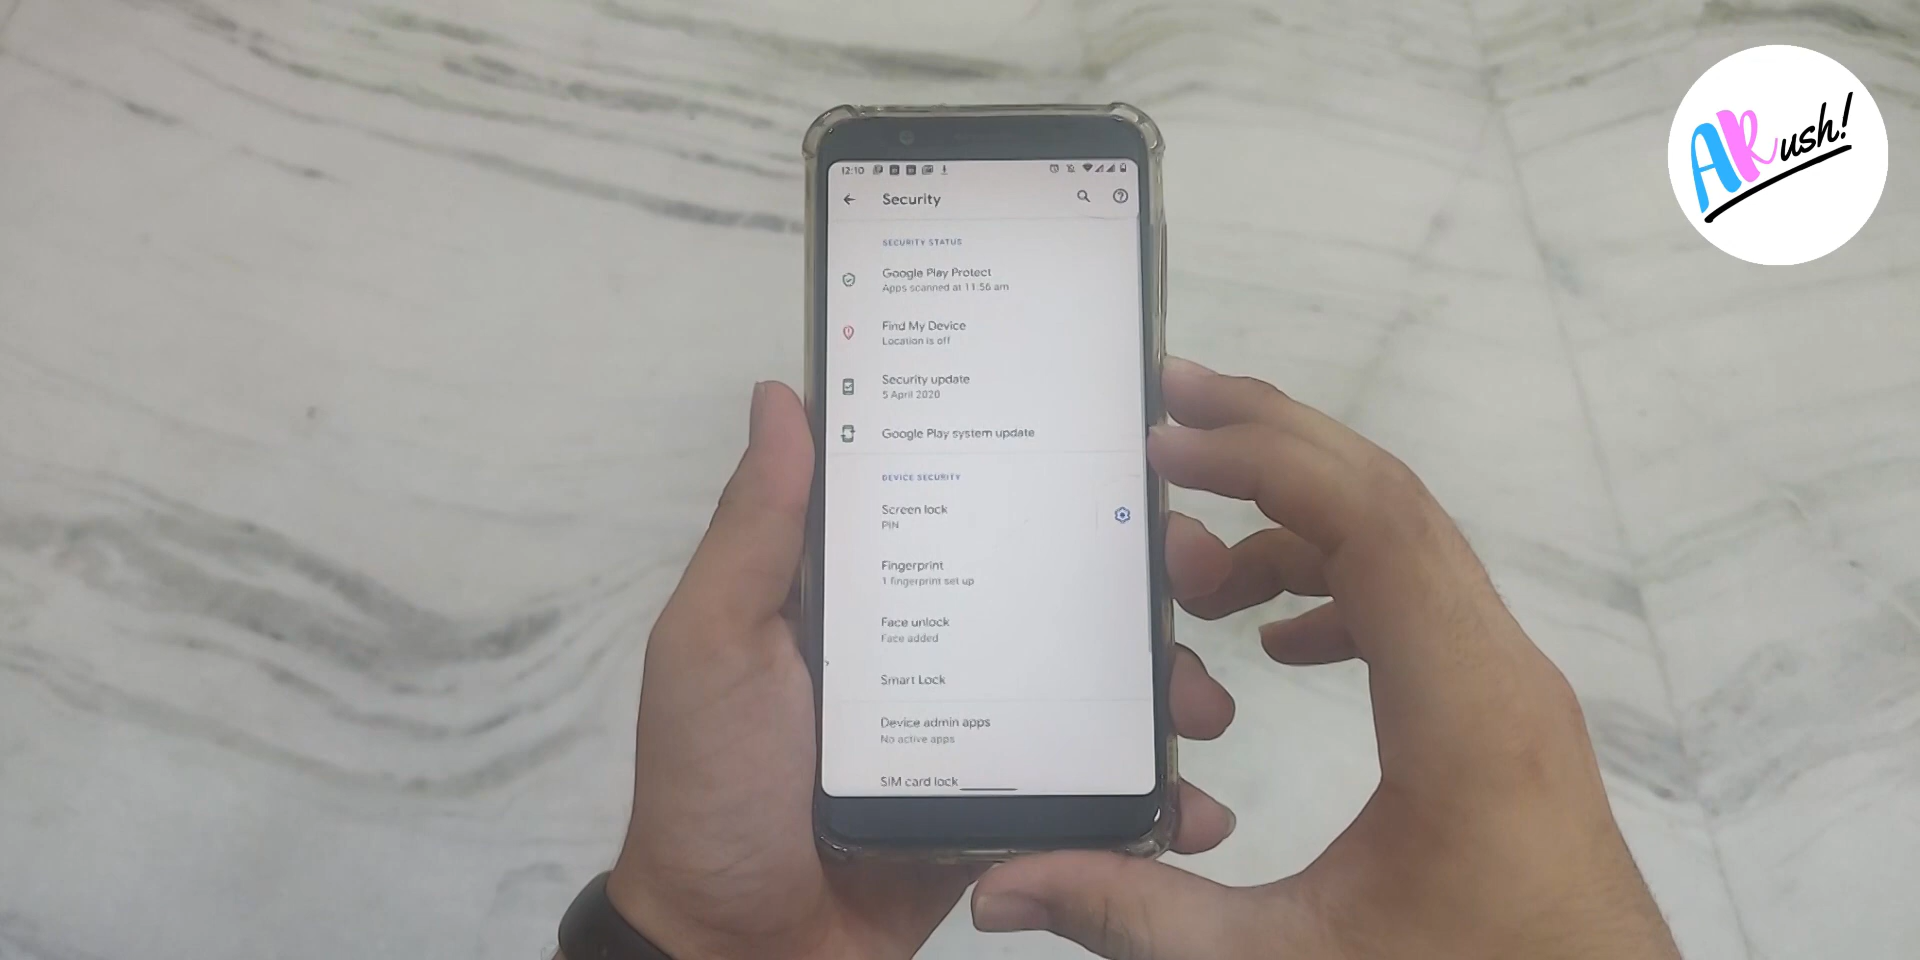 ARush!
12:10
Security
SECURITY STATUS
Google Play Protect
Apps scanned at 11:56 am
Find My Device
Location is off
Security update
5 April 2020
Google Play system update
DEVICE SECURITY
Screen lock
PIN
Fingerprint
1 fingerprint set up
Face unlock
Face added
Smart Lock
Device admin apps
No active apps
SIM card lock